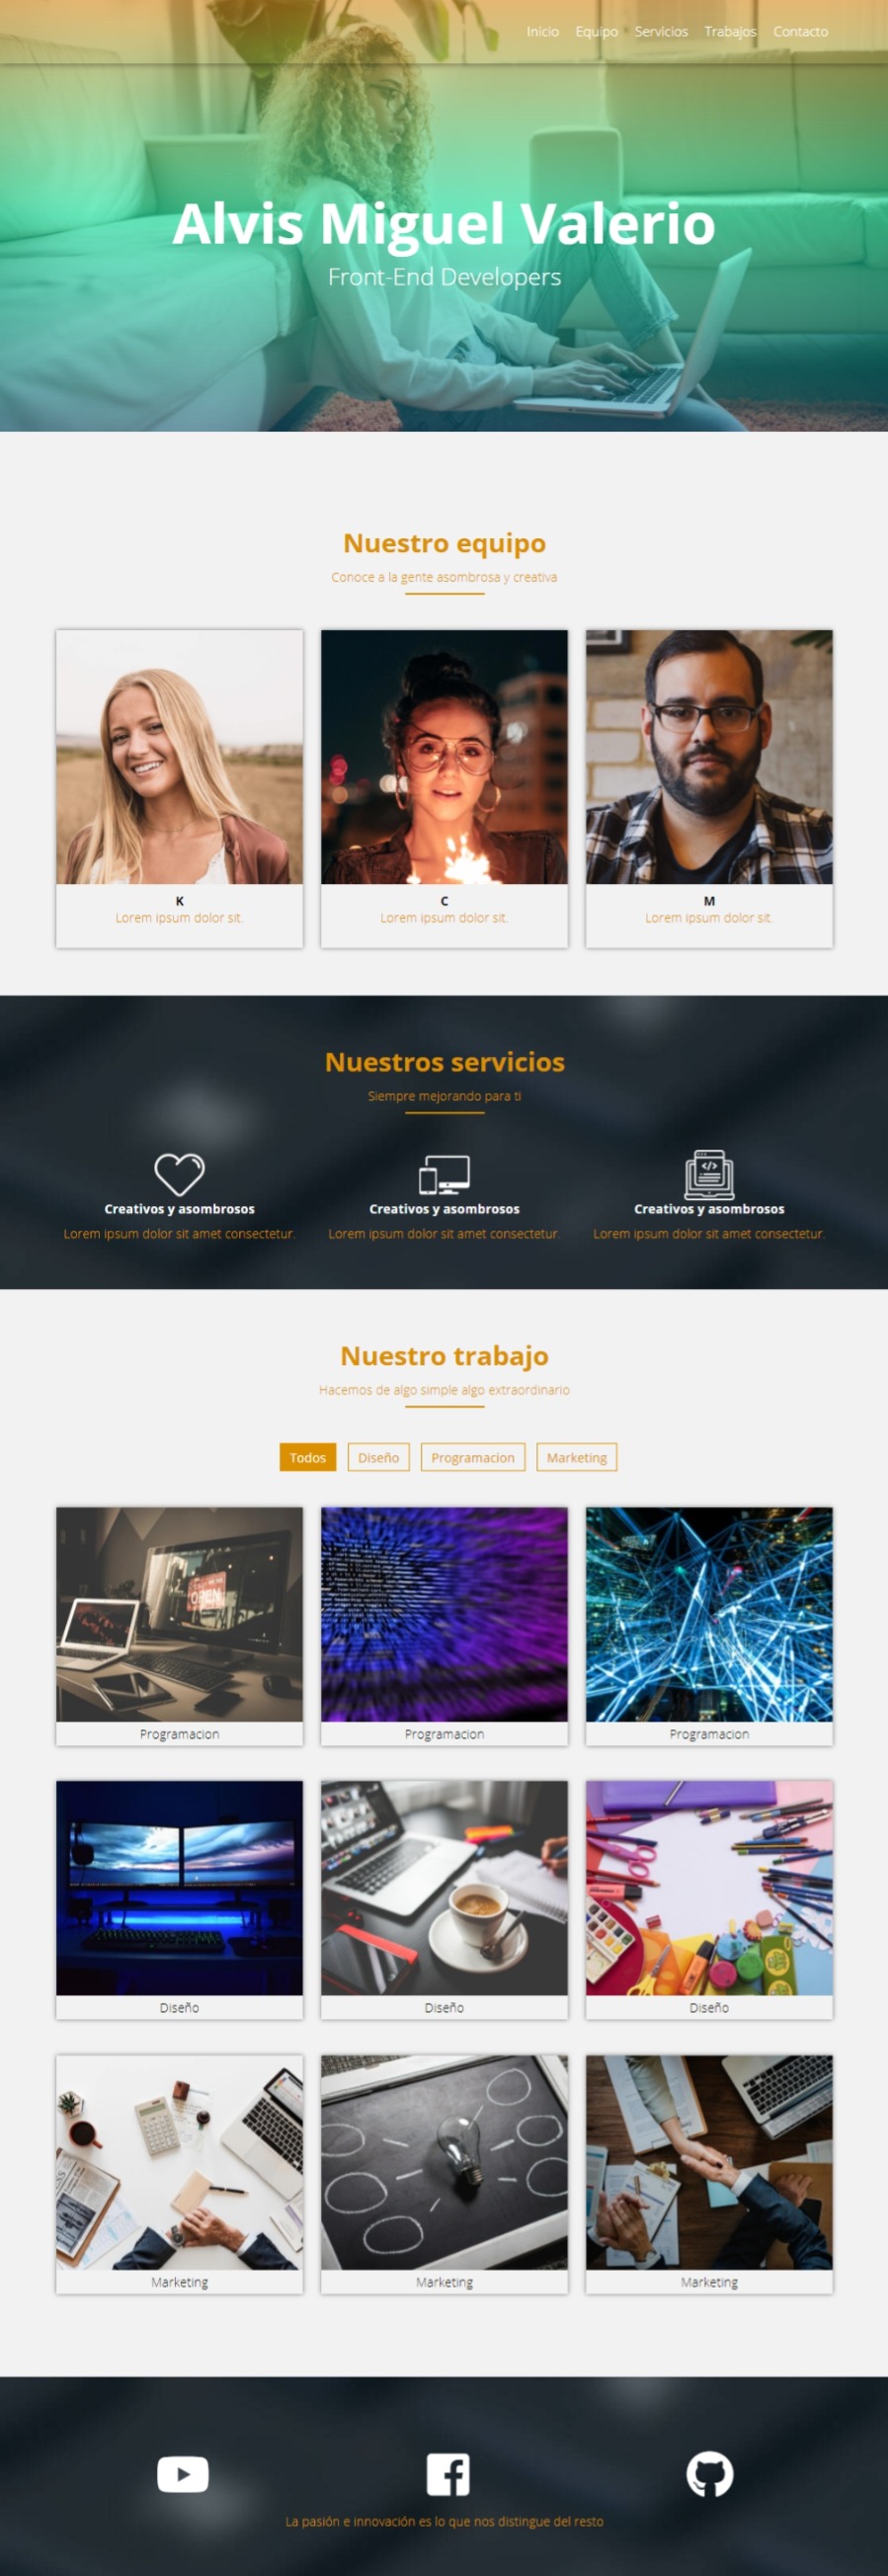 Inicio Equipo Servicios Trabajos Contacto
Alvis Miguel Valerio
Front-End Developers
Nuestro equipo
Conoce a la gente asombrosa y creativa
K
Lorem ipsum dolor sit.
C
Lorem ipsum dolor sit.
M
Lorem ipsum dolor sit.
Nuestros servicios
Siempre mejorando para ti
Creativos y asombrosos
Lorem ipsum dolor sit amet consectetur.
Creativos y asombrosos
Lorem ipsum dolor sit amet consectetur.
</>
Creativos y asombrosos
Lorem ipsum dolor sit amet consectetur.
Nuestro trabajo
Hacemos de algo simple algo extraordinario
Todos Diseño Programacion Marketing
OPEN
Programacion
Programacion
Programacion
Diseño
Diseño
Diseño
Marketing
Marketing
Marketing
La pasión e innovación es lo que nos distingue del resto